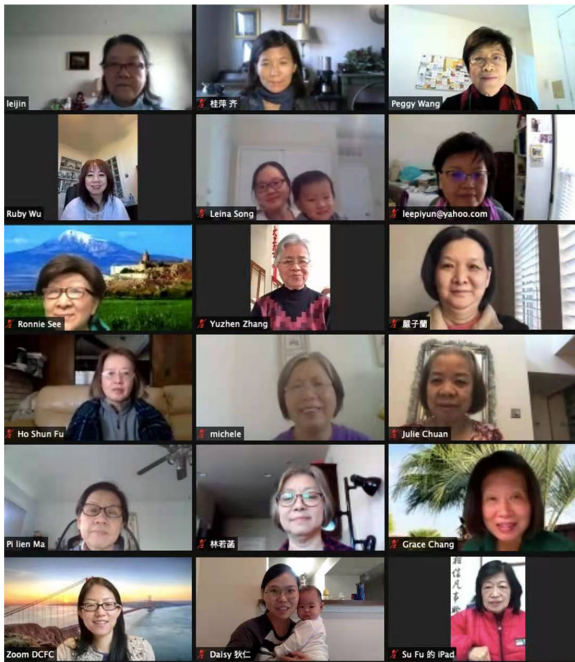 leijin
桂萍 齐
Peggy Wang
Ruby Wu
Leina Song
leepiyun@yahoo.com
Ronnie See
Yuzhen Zhang
嚴子蘭
Ho Shun Fu
michele
Julie Chuan
Pi lien Ma
林若菡
Grace Chang
Zoom DCFC
Daisy 狄仁
Su Fu 的 iPad